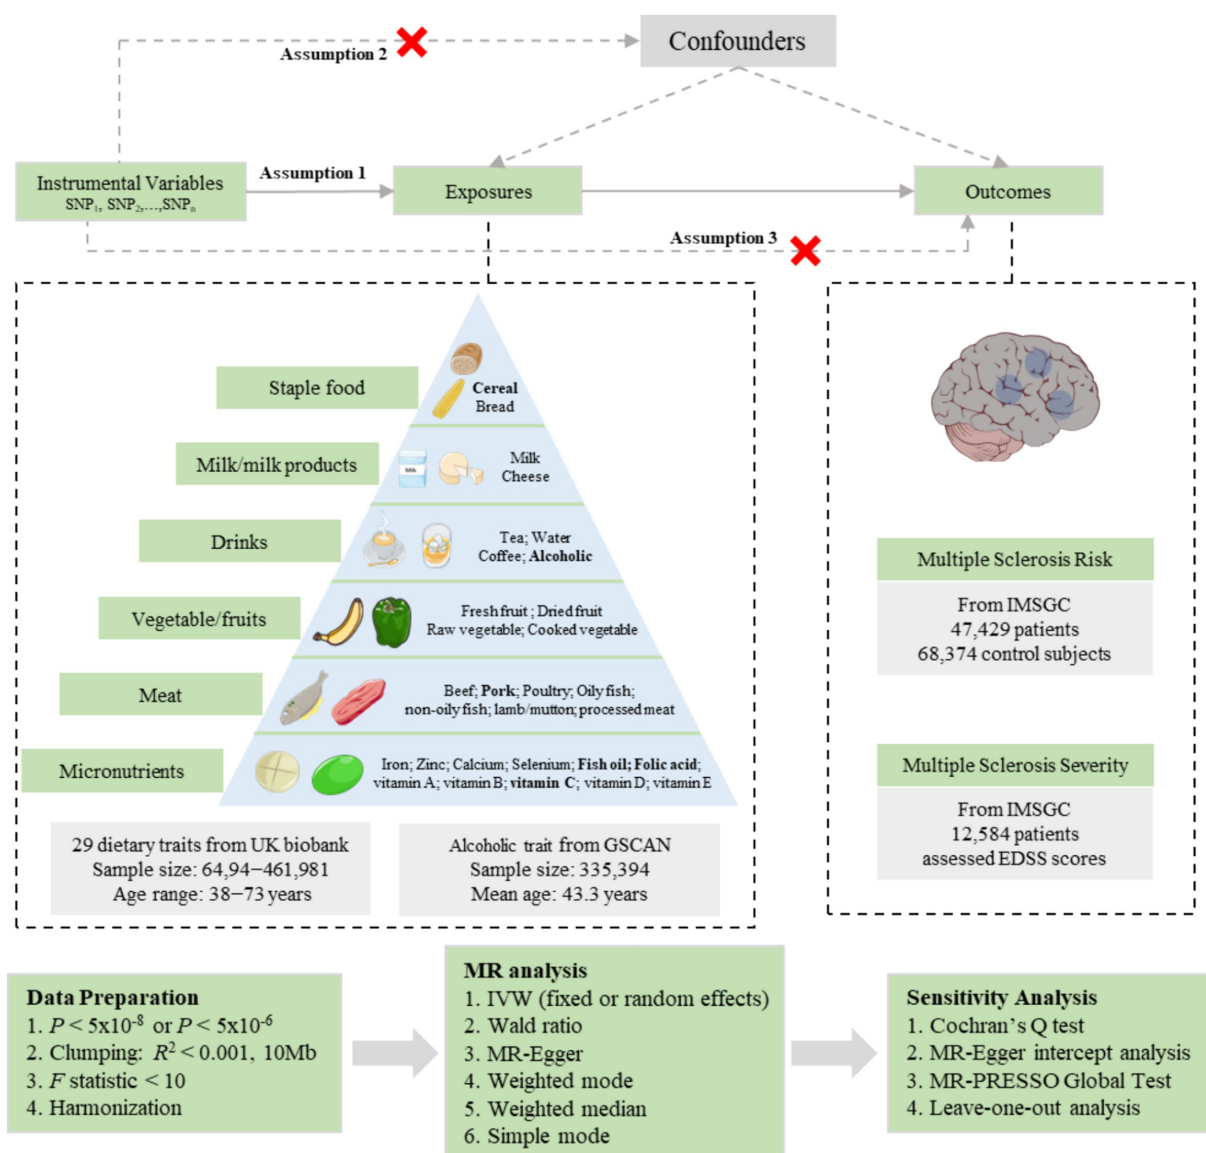 Confounders
Assumption 2
Instrumental Variables
SNP₁, SNP₂,…,SNPₙ
Assumption 1
Exposures
Outcomes
Assumption 3
Staple food
Cereal
Bread
Milk/milk products
Milk
Milk
Cheese
Drinks
Tea; Water
Coffee; Alcoholic
Vegetable/fruits
Fresh fruit ; Dried fruit
Raw vegetable; Cooked vegetable
Meat
Beef; Pork; Poultry; Oily fish;
non-oily fish; lamb/mutton; processed meat
Micronutrients
Iron; Zinc; Calcium; Selenium; Fish oil; Folic acid;
vitamin A; vitamin B; vitamin C; vitamin D; vitamin E
29 dietary traits from UK biobank
Sample size: 64,94−461,981
Age range: 38−73 years
Alcoholic trait from GSCAN
Sample size: 335,394
Mean age: 43.3 years
Multiple Sclerosis Risk
From IMSGC
47,429 patients
68,374 control subjects
Multiple Sclerosis Severity
From IMSGC
12,584 patients
assessed EDSS scores
Data Preparation
1. P < 5x10⁻⁸ or P < 5x10⁻⁶
2. Clumping: R² < 0.001, 10Mb
3. F statistic < 10
4. Harmonization
MR analysis
1. IVW (fixed or random effects)
2. Wald ratio
3. MR-Egger
4. Weighted mode
5. Weighted median
6. Simple mode
Sensitivity Analysis
1. Cochran’s Q test
2. MR-Egger intercept analysis
3. MR-PRESSO Global Test
4. Leave-one-out analysis